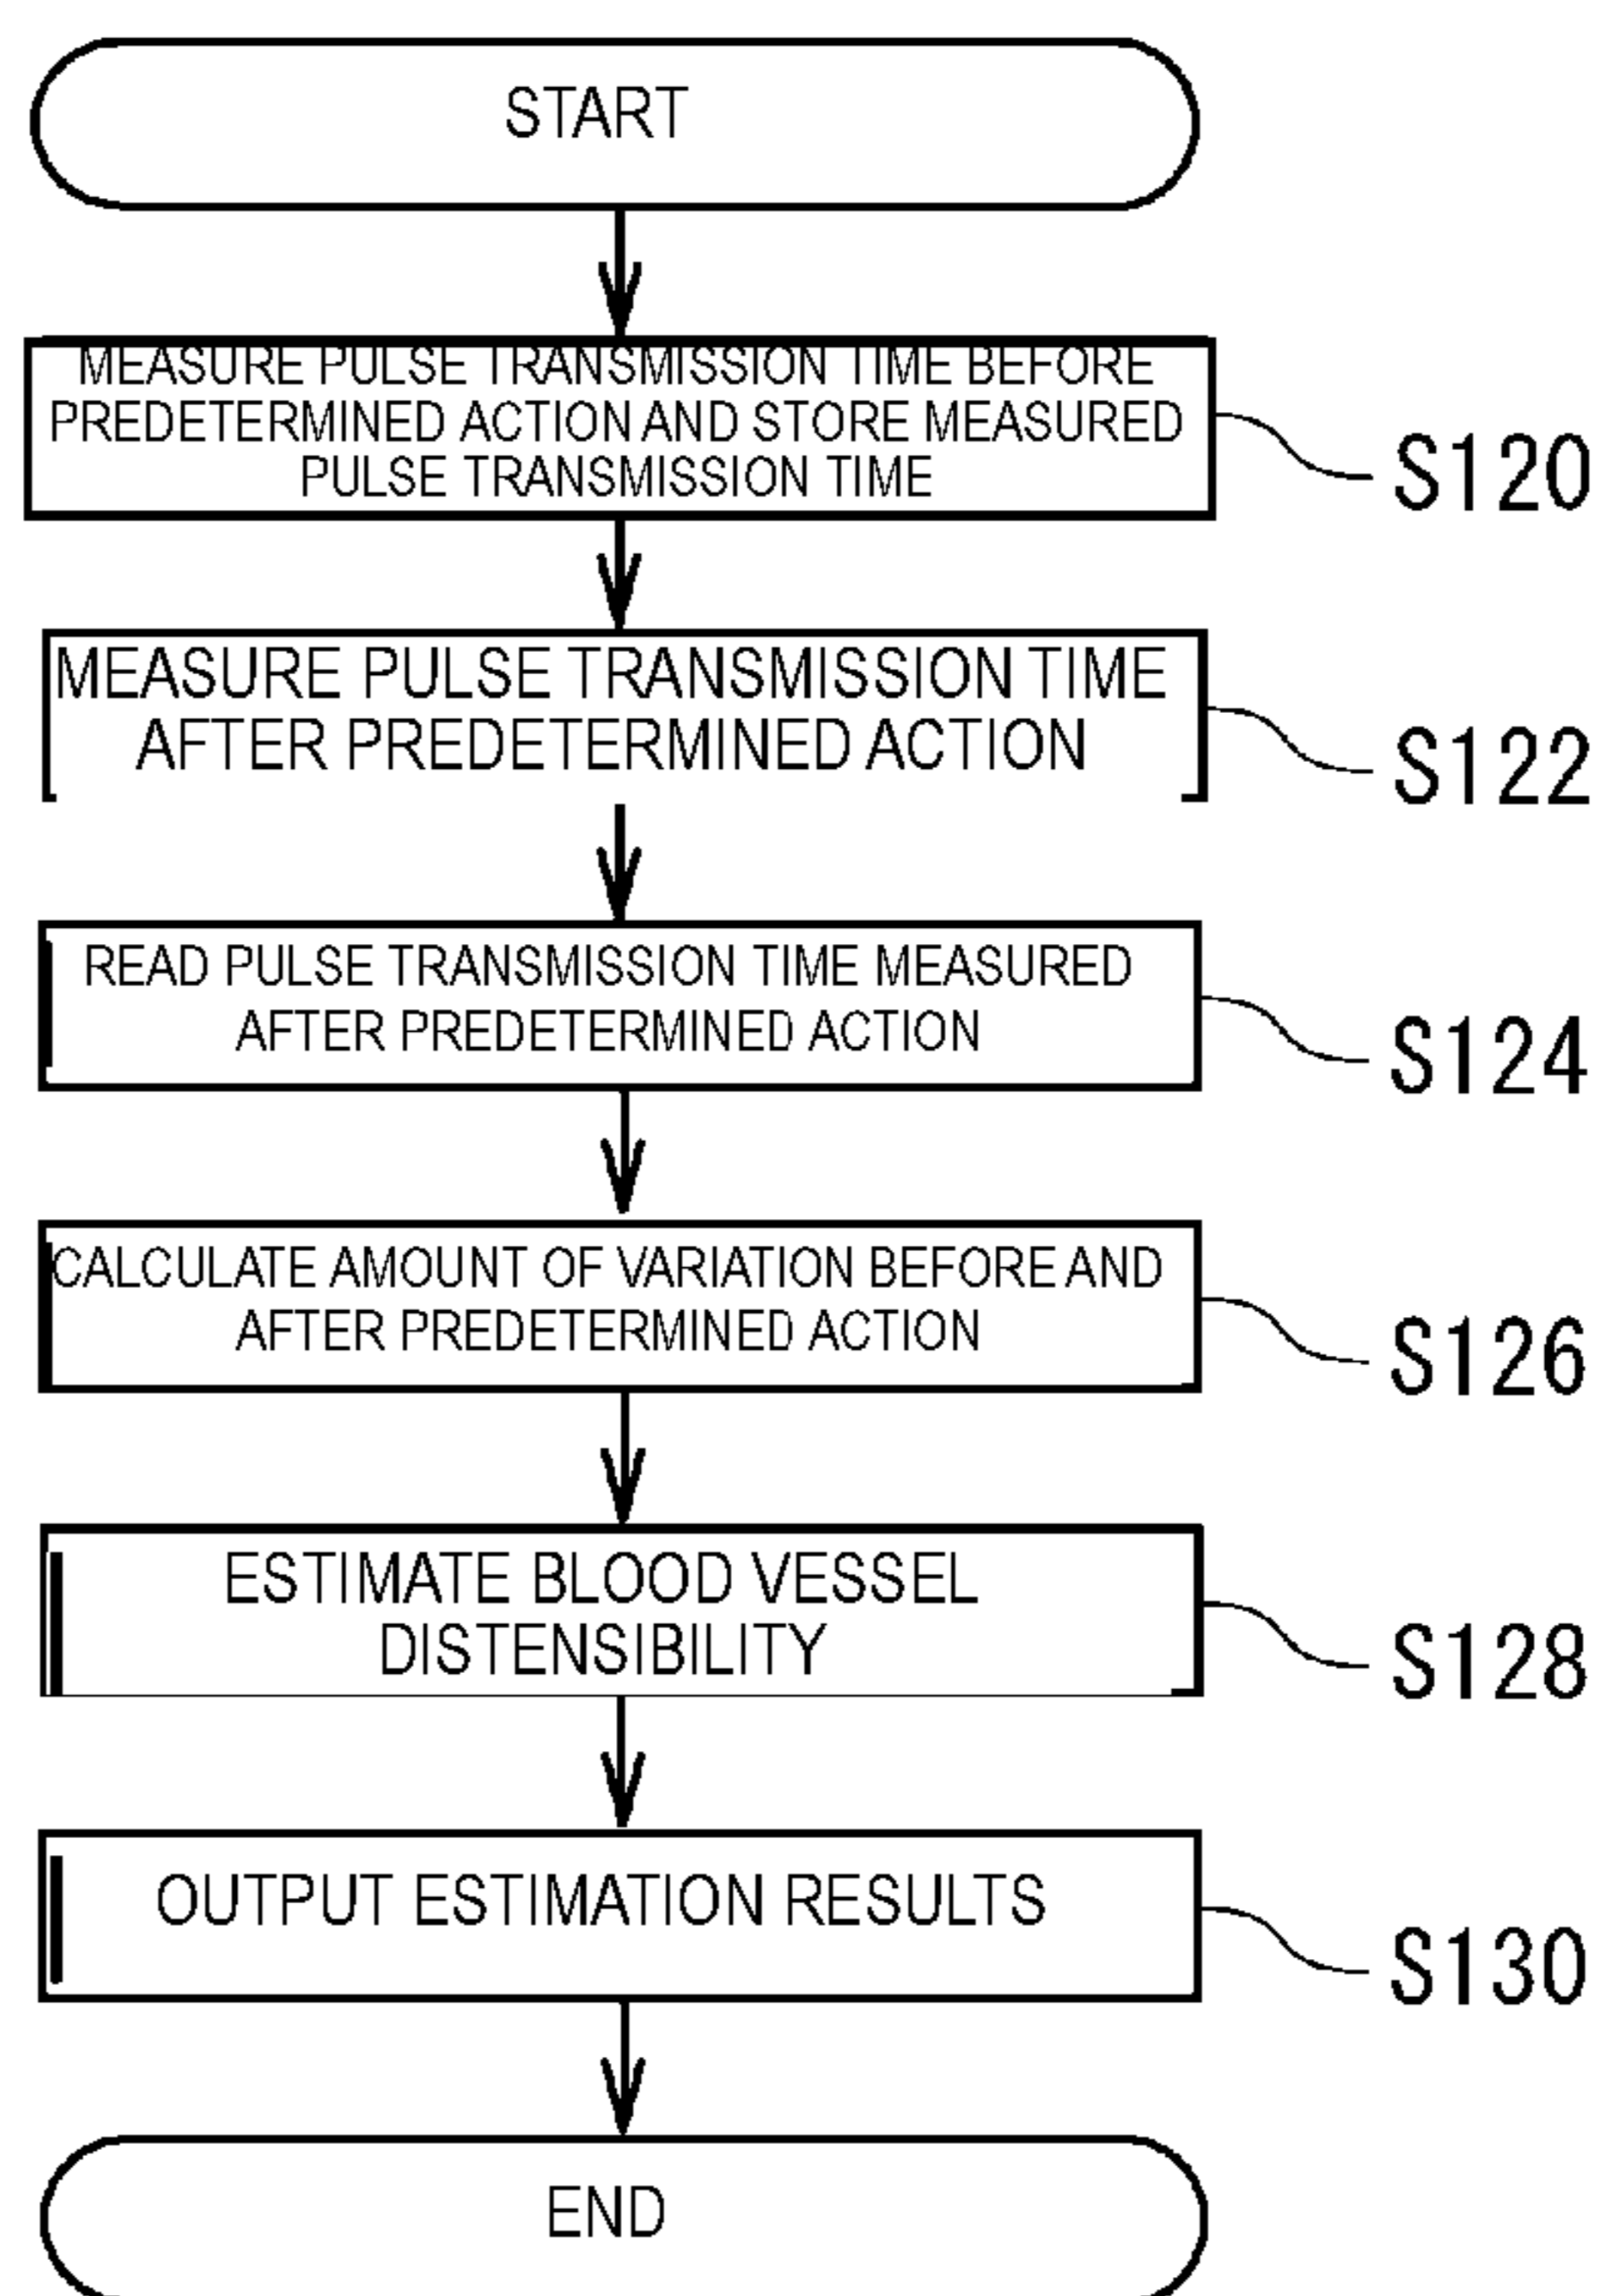 START
MEASURE PULSE TRANSMISSION TIME BEFORE
PREDETERMINED ACTION AND STORE MEASURED
PULSE TRANSMISSION TIME
S120
MEASURE PULSE TRANSMISSION TIME
AFTER PREDETERMINED ACTION
S122
READ PULSE TRANSMISSION TIME MEASURED
AFTER PREDETERMINED ACTION
S124
CALCULATE AMOUNT OF VARIATION BEFORE AND
AFTER PREDETERMINED ACTION
S126
ESTIMATE BLOOD VESSEL
DISTENSIBILITY
S128
OUTPUT ESTIMATION RESULTS
S130
END